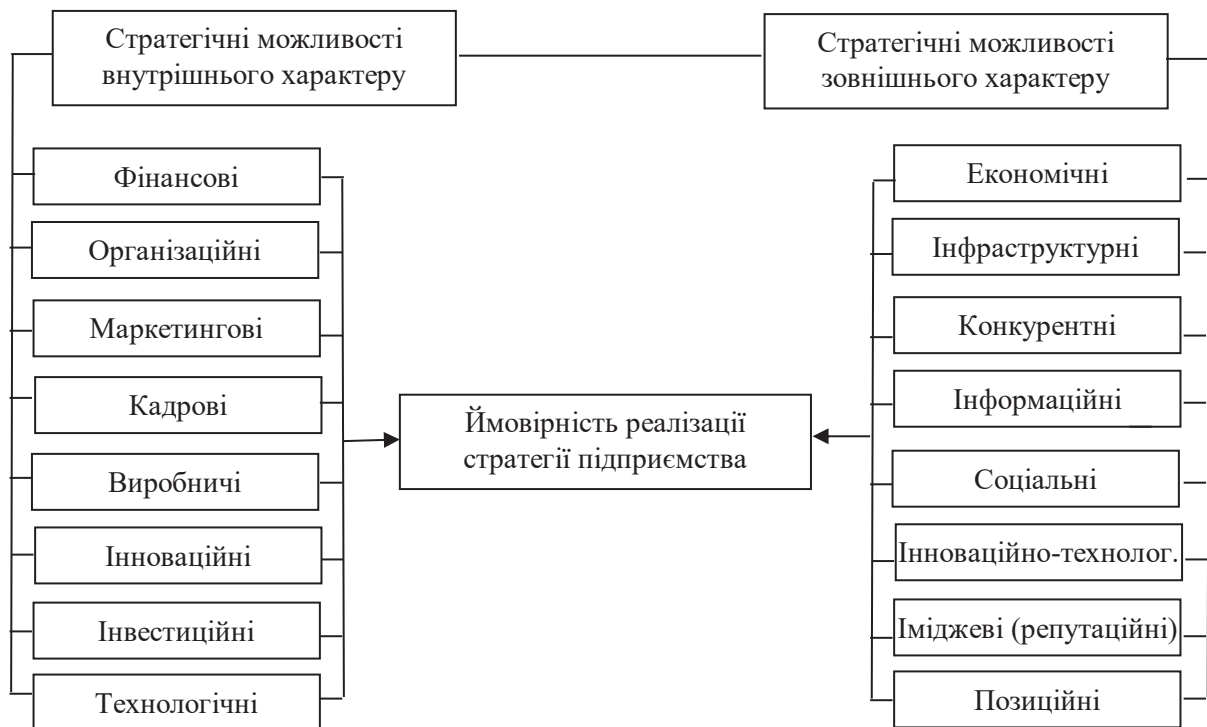 Стратегічні можливості
внутрішнього характеру
Стратегічні можливості
зовнішнього характеру
Фінансові
Організаційні
Маркетингові
Кадрові
Виробничі
Інноваційні
Інвестиційні
Технологічні
Ймовірність реалізації
стратегії підприємства
Економічні
Інфраструктурні
Конкурентні
Інформаційні
Соціальні
Інноваційно-технолог.
Іміджеві (репутаційні)
Позиційні